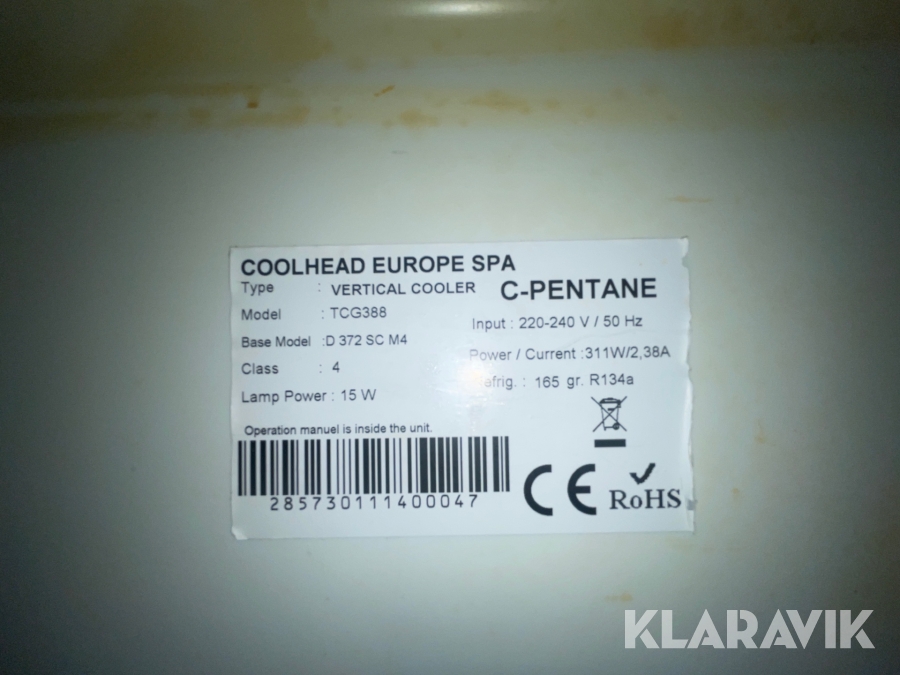 COOLHEAD EUROPE SPA
Type : VERTICAL COOLER
C-PENTANE
Model : TCG388
Input : 220-240 V / 50 Hz
Base Model :D 372 SC M4
Power / Current :311W/2,38A
Class : 4
efrig. : 165 gr. R134a
Lamp Power : 15 W
Operation manuel is inside the unit.
285730111400047
CE
RoHS
KLARAVIK